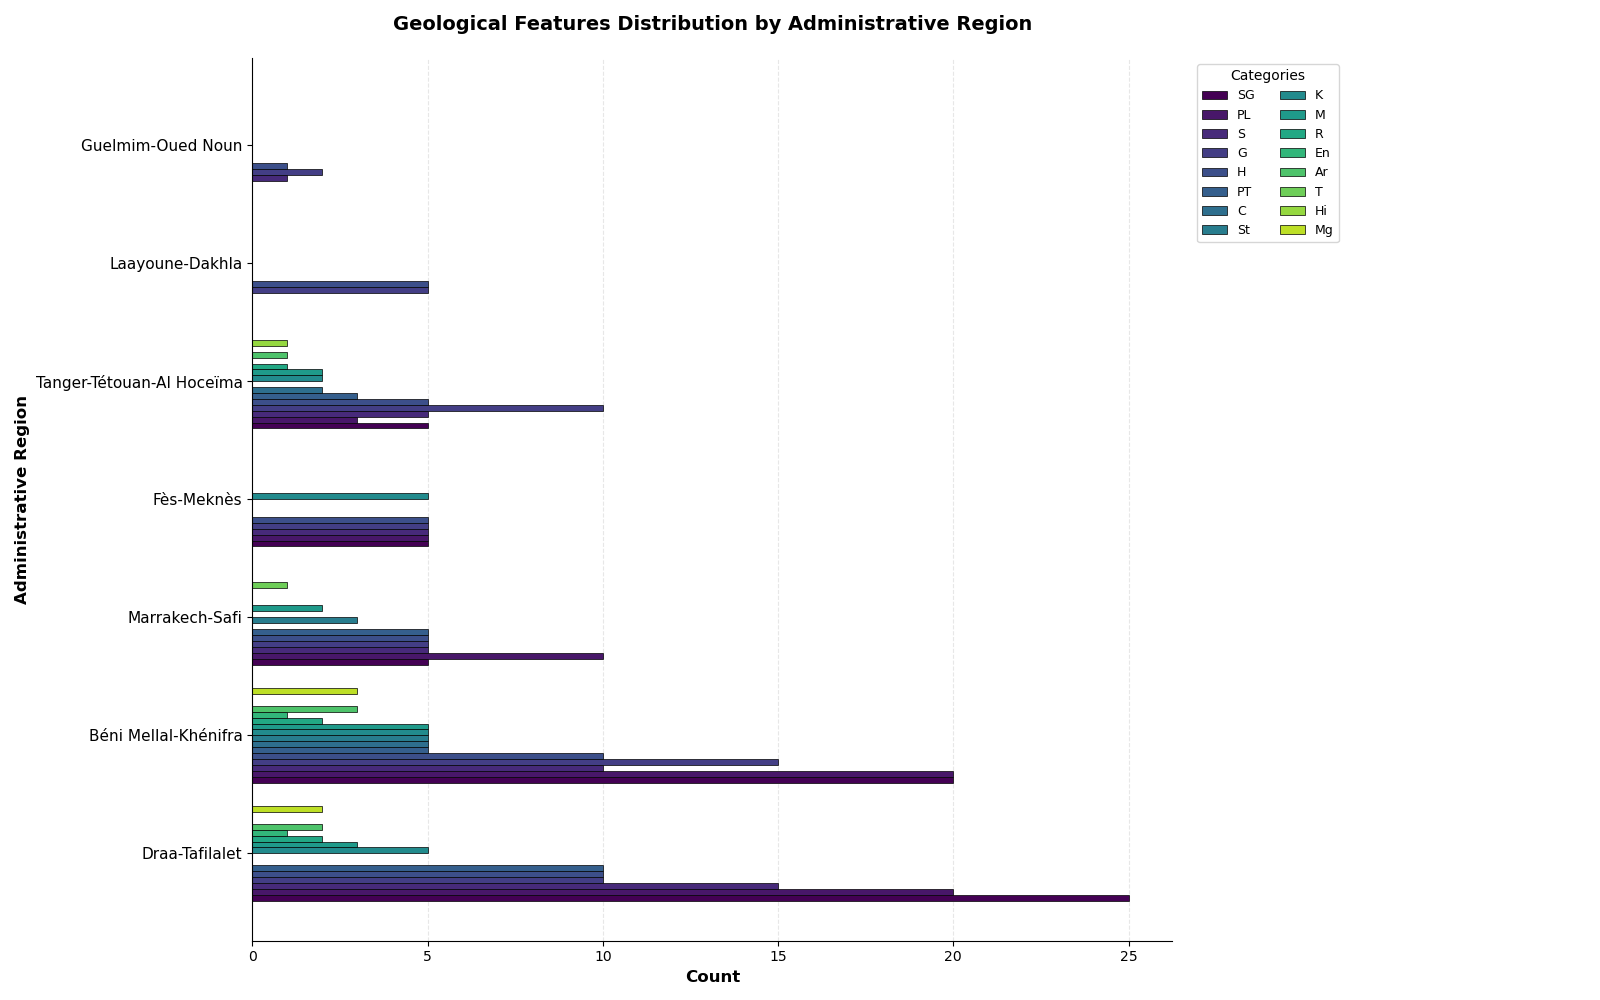 Geological Features Distribution by Administrative Region
Guelmim-Oued Noun
Laayoune-Dakhla
Tanger-Tétouan-Al Hoceïma
Fès-Meknès
Marrakech-Safi
Béni Mellal-Khénifra
Draa-Tafilalet
Administrative Region
0 5 10 15 20 25
Count
Categories
SG K
PL M
S R
G En
H Ar
PT T
C Hi
St Mg